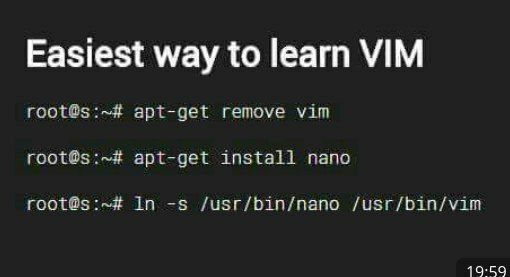 Easiest way to learn VIM
root@s:~# apt-get remove vim
root@s:~# apt-get install nano
root@s:~# ln -s /usr/bin/nano /usr/bin/vim
19:59